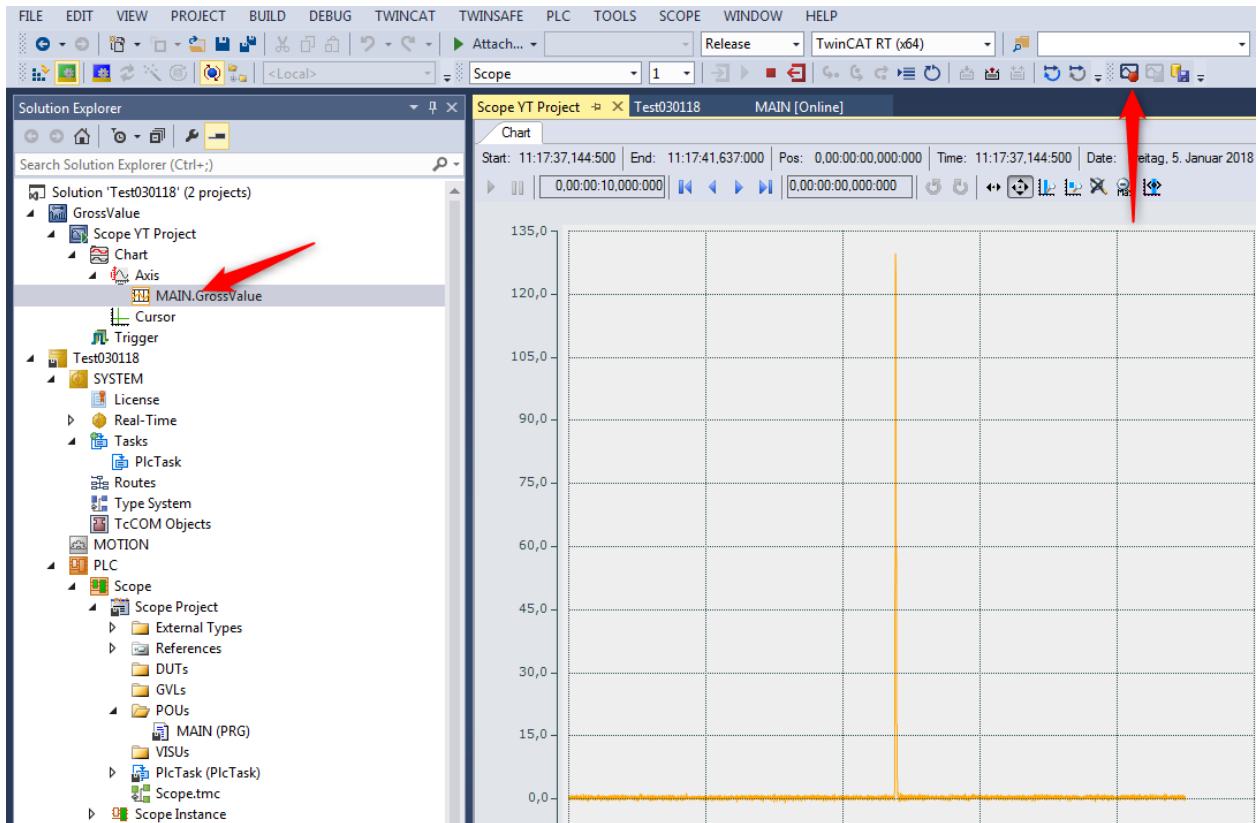 FILE EDIT VIEW PROJECT BUILD DEBUG TWINCAT TWINSAFE PLC TOOLS SCOPE WINDOW HELP
Attach... Release TwinCAT RT (x64)
<Local> Scope 1
Solution Explorer
Scope YT Project Test030118 MAIN [Online]
Chart
Search Solution Explorer (Ctrl+;)
Start: 11:17:37,144:500 End: 11:17:41,637:000 Pos: 0,00:00:00,000:000 Time: 11:17:37,144:500 Date: reitag, 5. Januar 2018
0,00:00:10,000:000 0,00:00:00,000:000
Solution 'Test030118' (2 projects)
GrossValue
Scope YT Project
Chart
Axis
MAIN.GrossValue
Cursor
Trigger
Test030118
SYSTEM
License
Real-Time
Tasks
PlcTask
Routes
Type System
TcCOM Objects
MOTION
PLC
Scope
Scope Project
External Types
References
DUTs
GVLs
POUs
MAIN (PRG)
VISUs
PlcTask (PlcTask)
Scope.tmc
Scope Instance
135,0
120,0
105,0
90,0
75,0
60,0
45,0
30,0
15,0
0,0